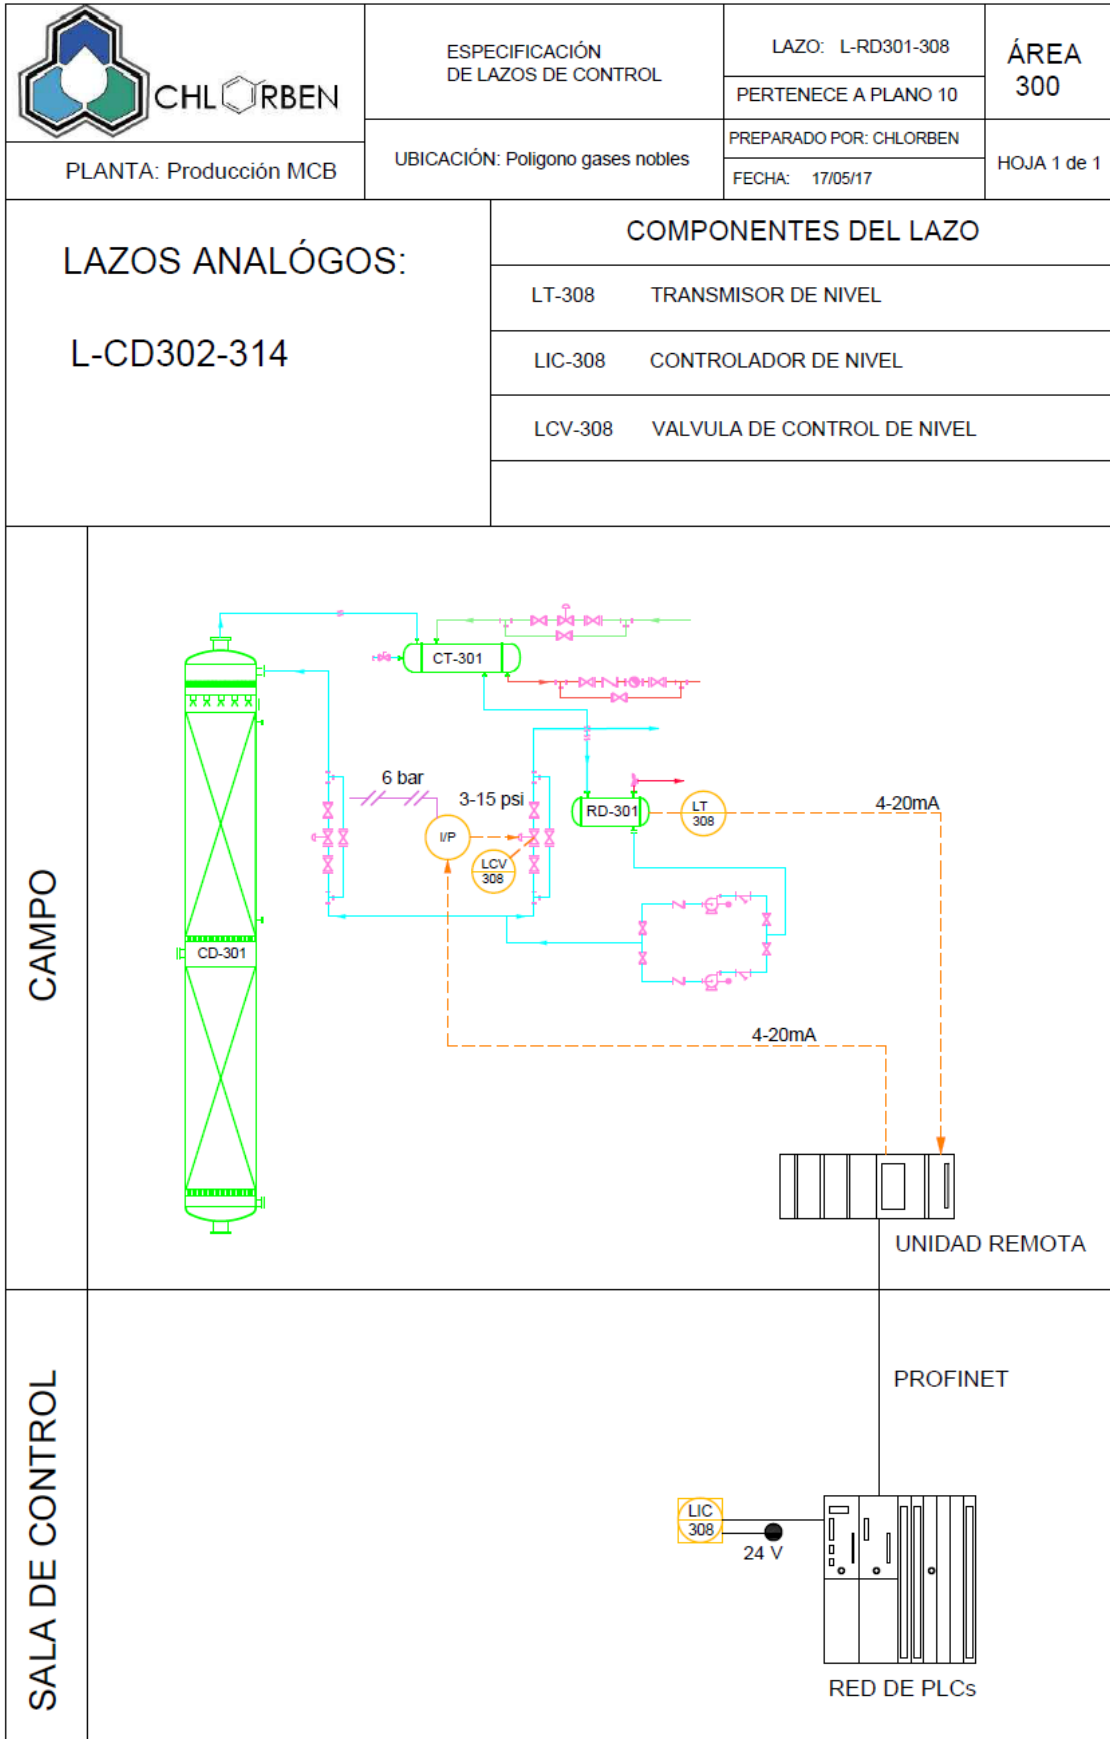 CHLORBEN
PLANTA: Producción MCB
ESPECIFICACIÓN
DE LAZOS DE CONTROL
UBICACIÓN: Poligono gases nobles
LAZO: L-RD301-308
PERTENECE A PLANO 10
PREPARADO POR: CHLORBEN
FECHA: 17/05/17
ÁREA
300
HOJA 1 de 1
LAZOS ANALÓGOS:
L-CD302-314
COMPONENTES DEL LAZO
LT-308 TRANSMISOR DE NIVEL
LIC-308 CONTROLADOR DE NIVEL
LCV-308 VALVULA DE CONTROL DE NIVEL
CAMPO
CT-301
6 bar
3-15 psi
I/P
LCV
308
RD-301
LT
308
4-20mA
CD-301
4-20mA
UNIDAD REMOTA
SALA DE CONTROL
PROFINET
LIC
308
24 V
RED DE PLCs